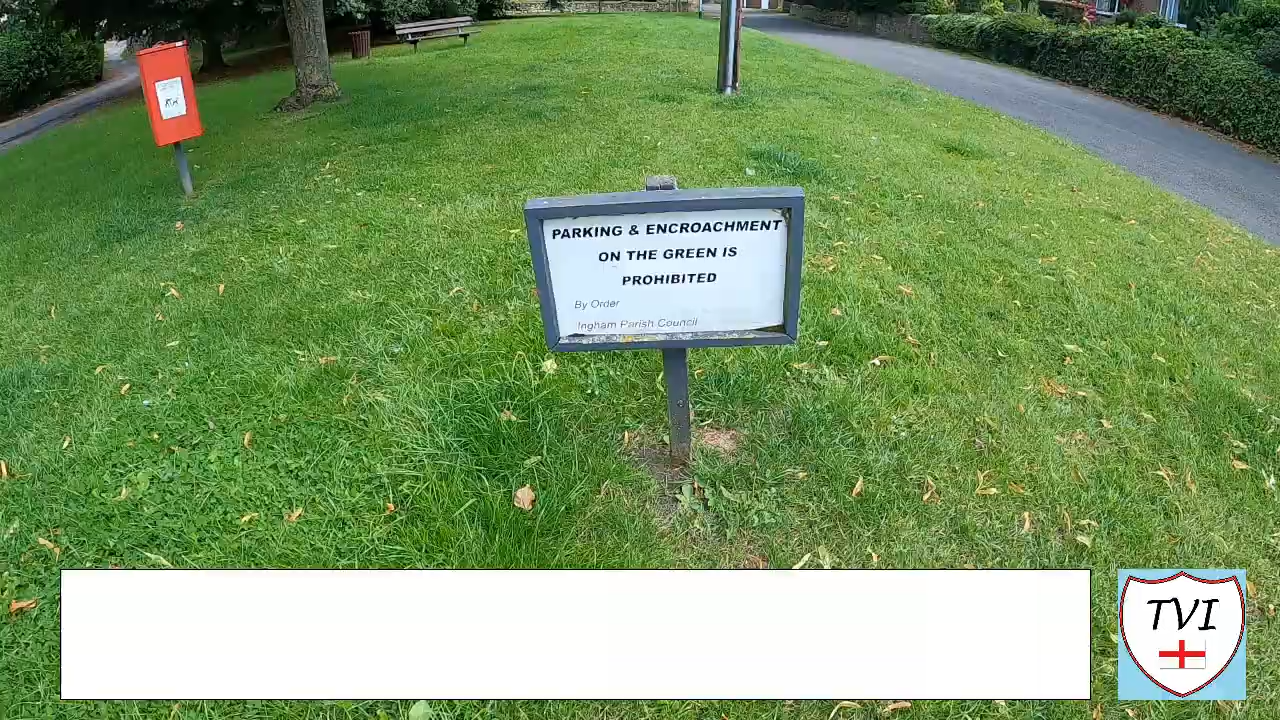 PARKING & ENCROACHMENT
ON THE GREEN IS
PROHIBITED
By Order
Ingham Parish Council
TVI